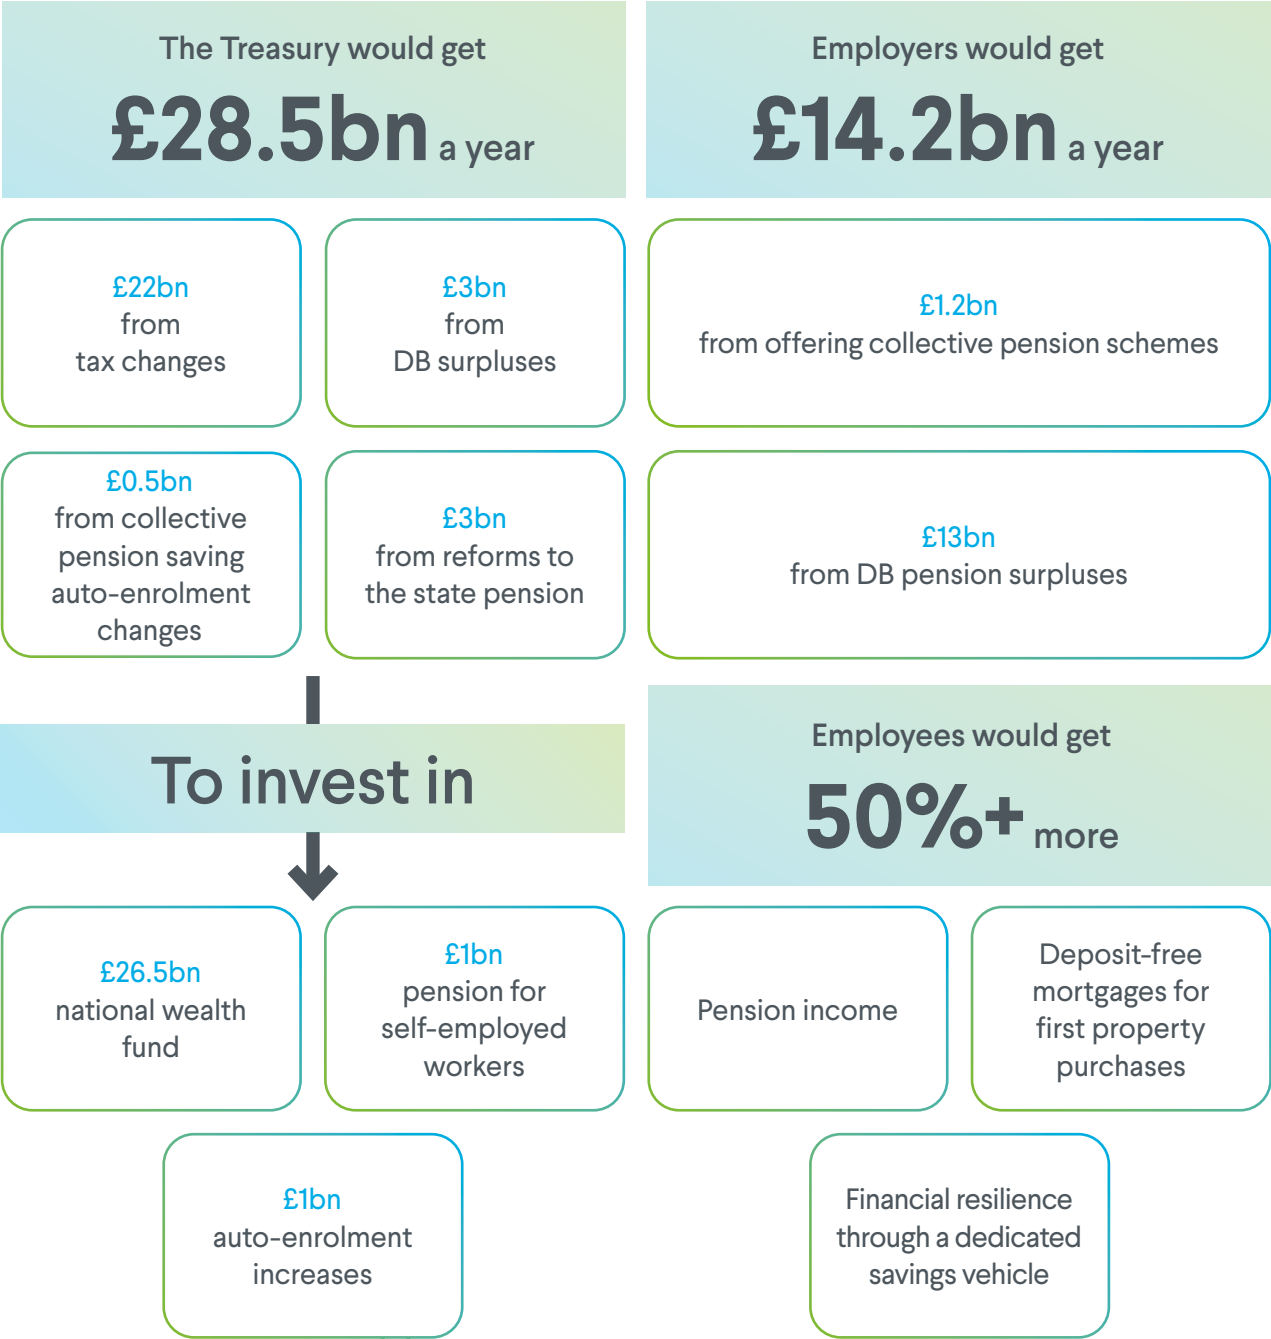 The Treasury would get
£28.5bn a year
£22bn
from
tax changes
£3bn
from
DB surpluses
£0.5bn
from collective
pension saving
auto-enrolment
changes
£3bn
from reforms to
the state pension
To invest in
£26.5bn
national wealth
fund
£1bn
pension for
self-employed
workers
£1bn
auto-enrolment
increases
Employers would get
£14.2bn a year
£1.2bn
from offering collective pension schemes
£13bn
from DB pension surpluses
Employees would get
50%+ more
Pension income
Deposit-free
mortgages for
first property
purchases
Financial resilience
through a dedicated
savings vehicle